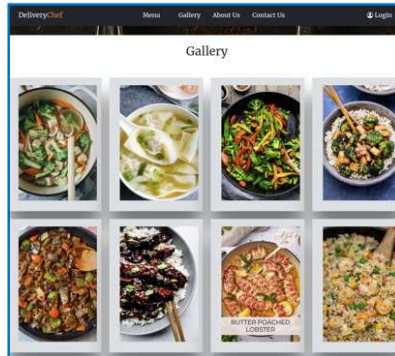 DeliveryChef Menu Gallery About Us Contact Us Login
Gallery
BUTTER POACHED
LOBSTER